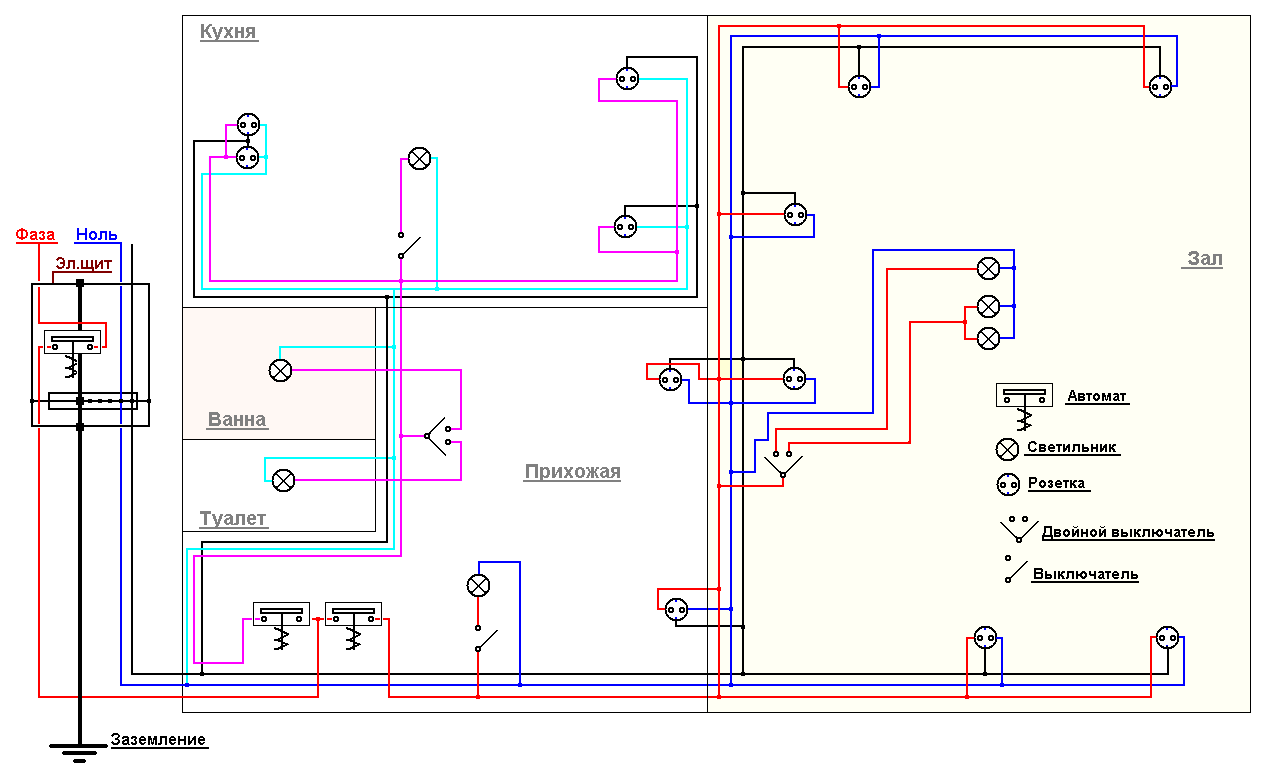 Кухня
Фаза
Ноль
Эл.щит
Зал
Ванна
Прихожая
Туалет
Автомат
Светильник
Розетка
Двойной выключатель
Выключатель
Заземление